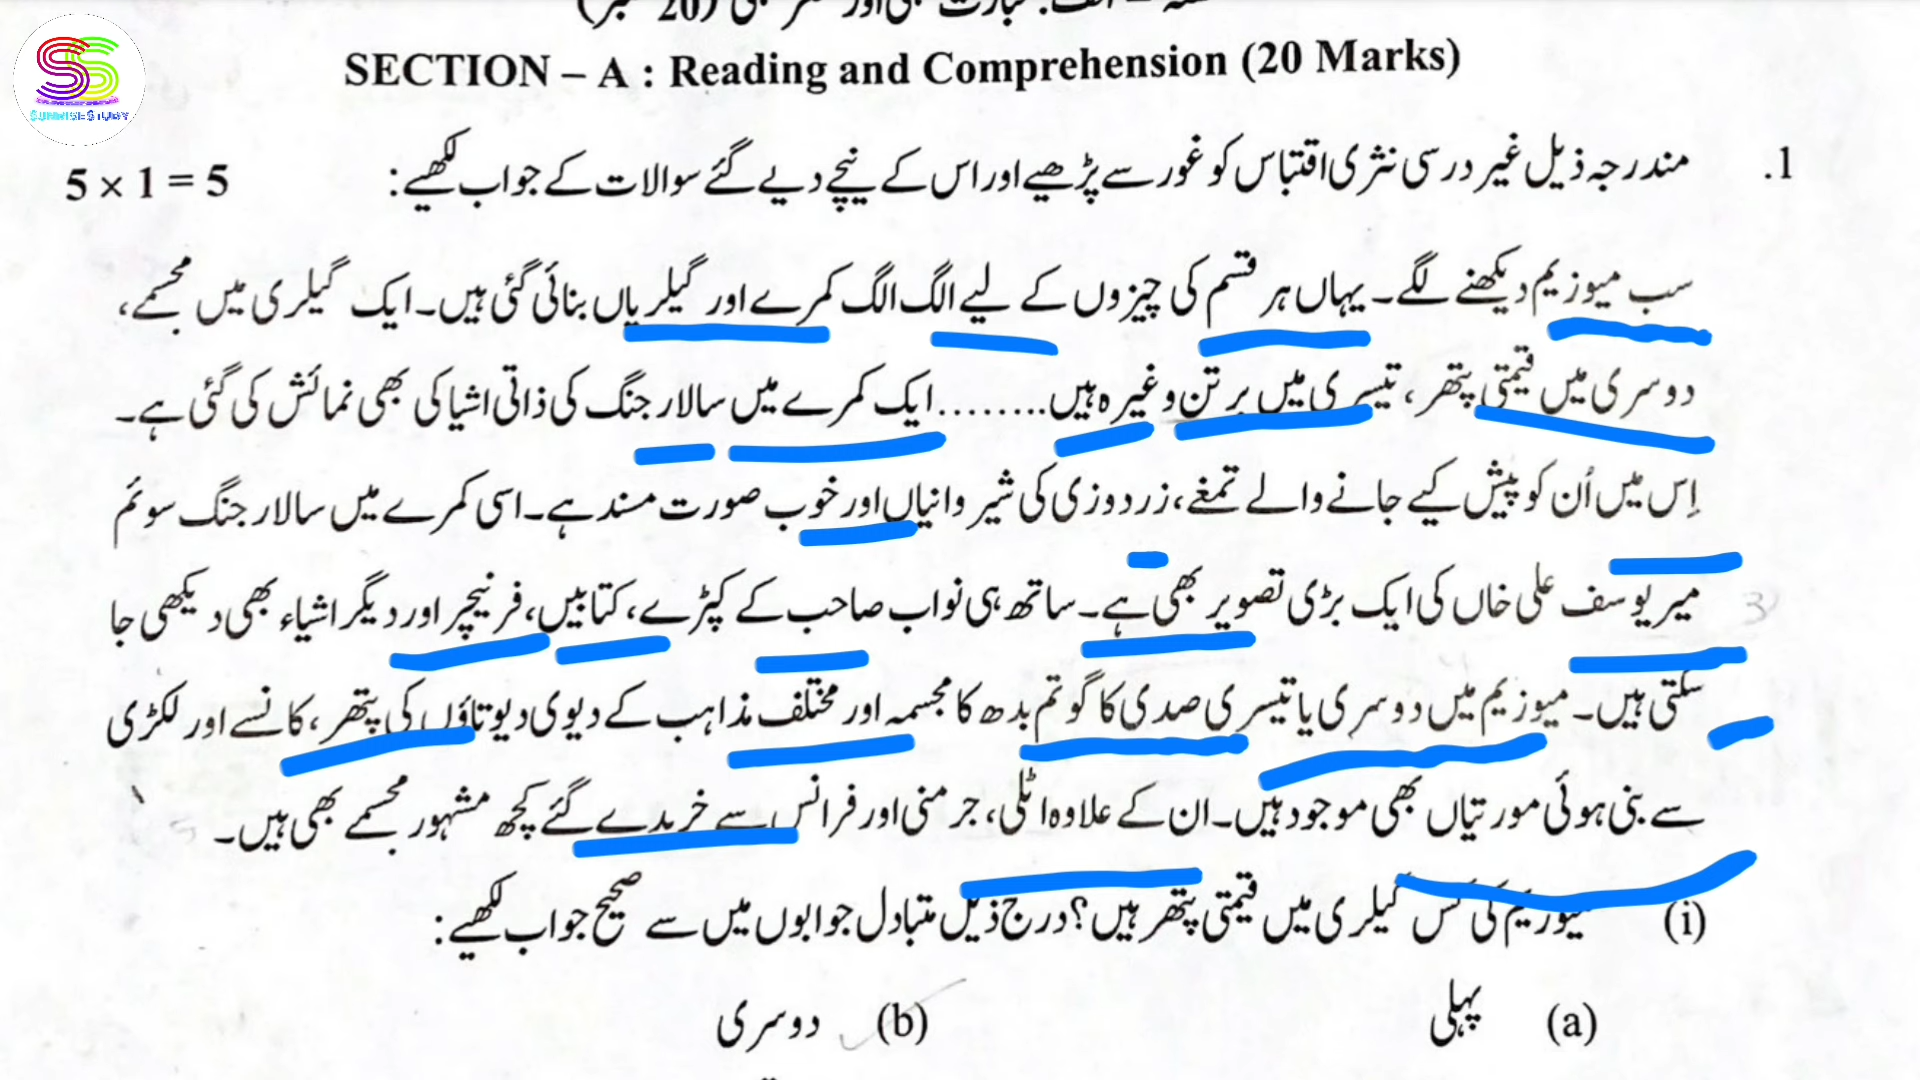 SS
SUNRISE STUDY
(20 نمبر)
SECTION – A : Reading and Comprehension (20 Marks)
1. مندرجہ ذیل غیر درسی نثری اقتباس کو غور سے پڑھیے اور اس کے نیچے دیے گئے سوالات کے جواب لکھیے: 5 × 1 = 5
سب میوزیم دیکھنے لگے۔ یہاں ہر قسم کی چیزوں کے لیے الگ الگ کمرے اور گیلریاں بنائی گئی ہیں۔ ایک گیلری میں مجسمے،
دوسری میں قیمتی پتھر، تیسری میں برتن وغیرہ ہیں........ ایک کمرے میں سالار جنگ کی ذاتی اشیا کی بھی نمائش کی گئی ہے۔
اِس میں اُن کو پیش کیے جانے والے تمغے، زردوزی کی شیروانیاں اور خوب صورت مسند ہے۔ اسی کمرے میں سالار جنگ سوئم
میر یوسف علی خاں کی ایک بڑی تصویر بھی ہے۔ ساتھ ہی نواب صاحب کے کپڑے، کتابیں، فرنیچر اور دیگر اشیاء بھی دیکھی جا
سکتی ہیں۔ میوزیم میں دوسری یا تیسری صدی کا گوتم بدھ کا مجسمہ اور مختلف مذاہب کے دیوی دیوتاؤں کی پتھر، کانسے اور لکڑی
سے بنی ہوئی مورتیاں بھی موجود ہیں۔ ان کے علاوہ اٹلی، جرمنی اور فرانس سے خریدے گئے کچھ مشہور مجسمے بھی ہیں۔
(i) میوزیم کی کس گیلری میں قیمتی پتھر ہیں؟ درج ذیل متبادل جوابوں میں سے صحیح جواب لکھیے:
(a) پہلی (b) دوسری